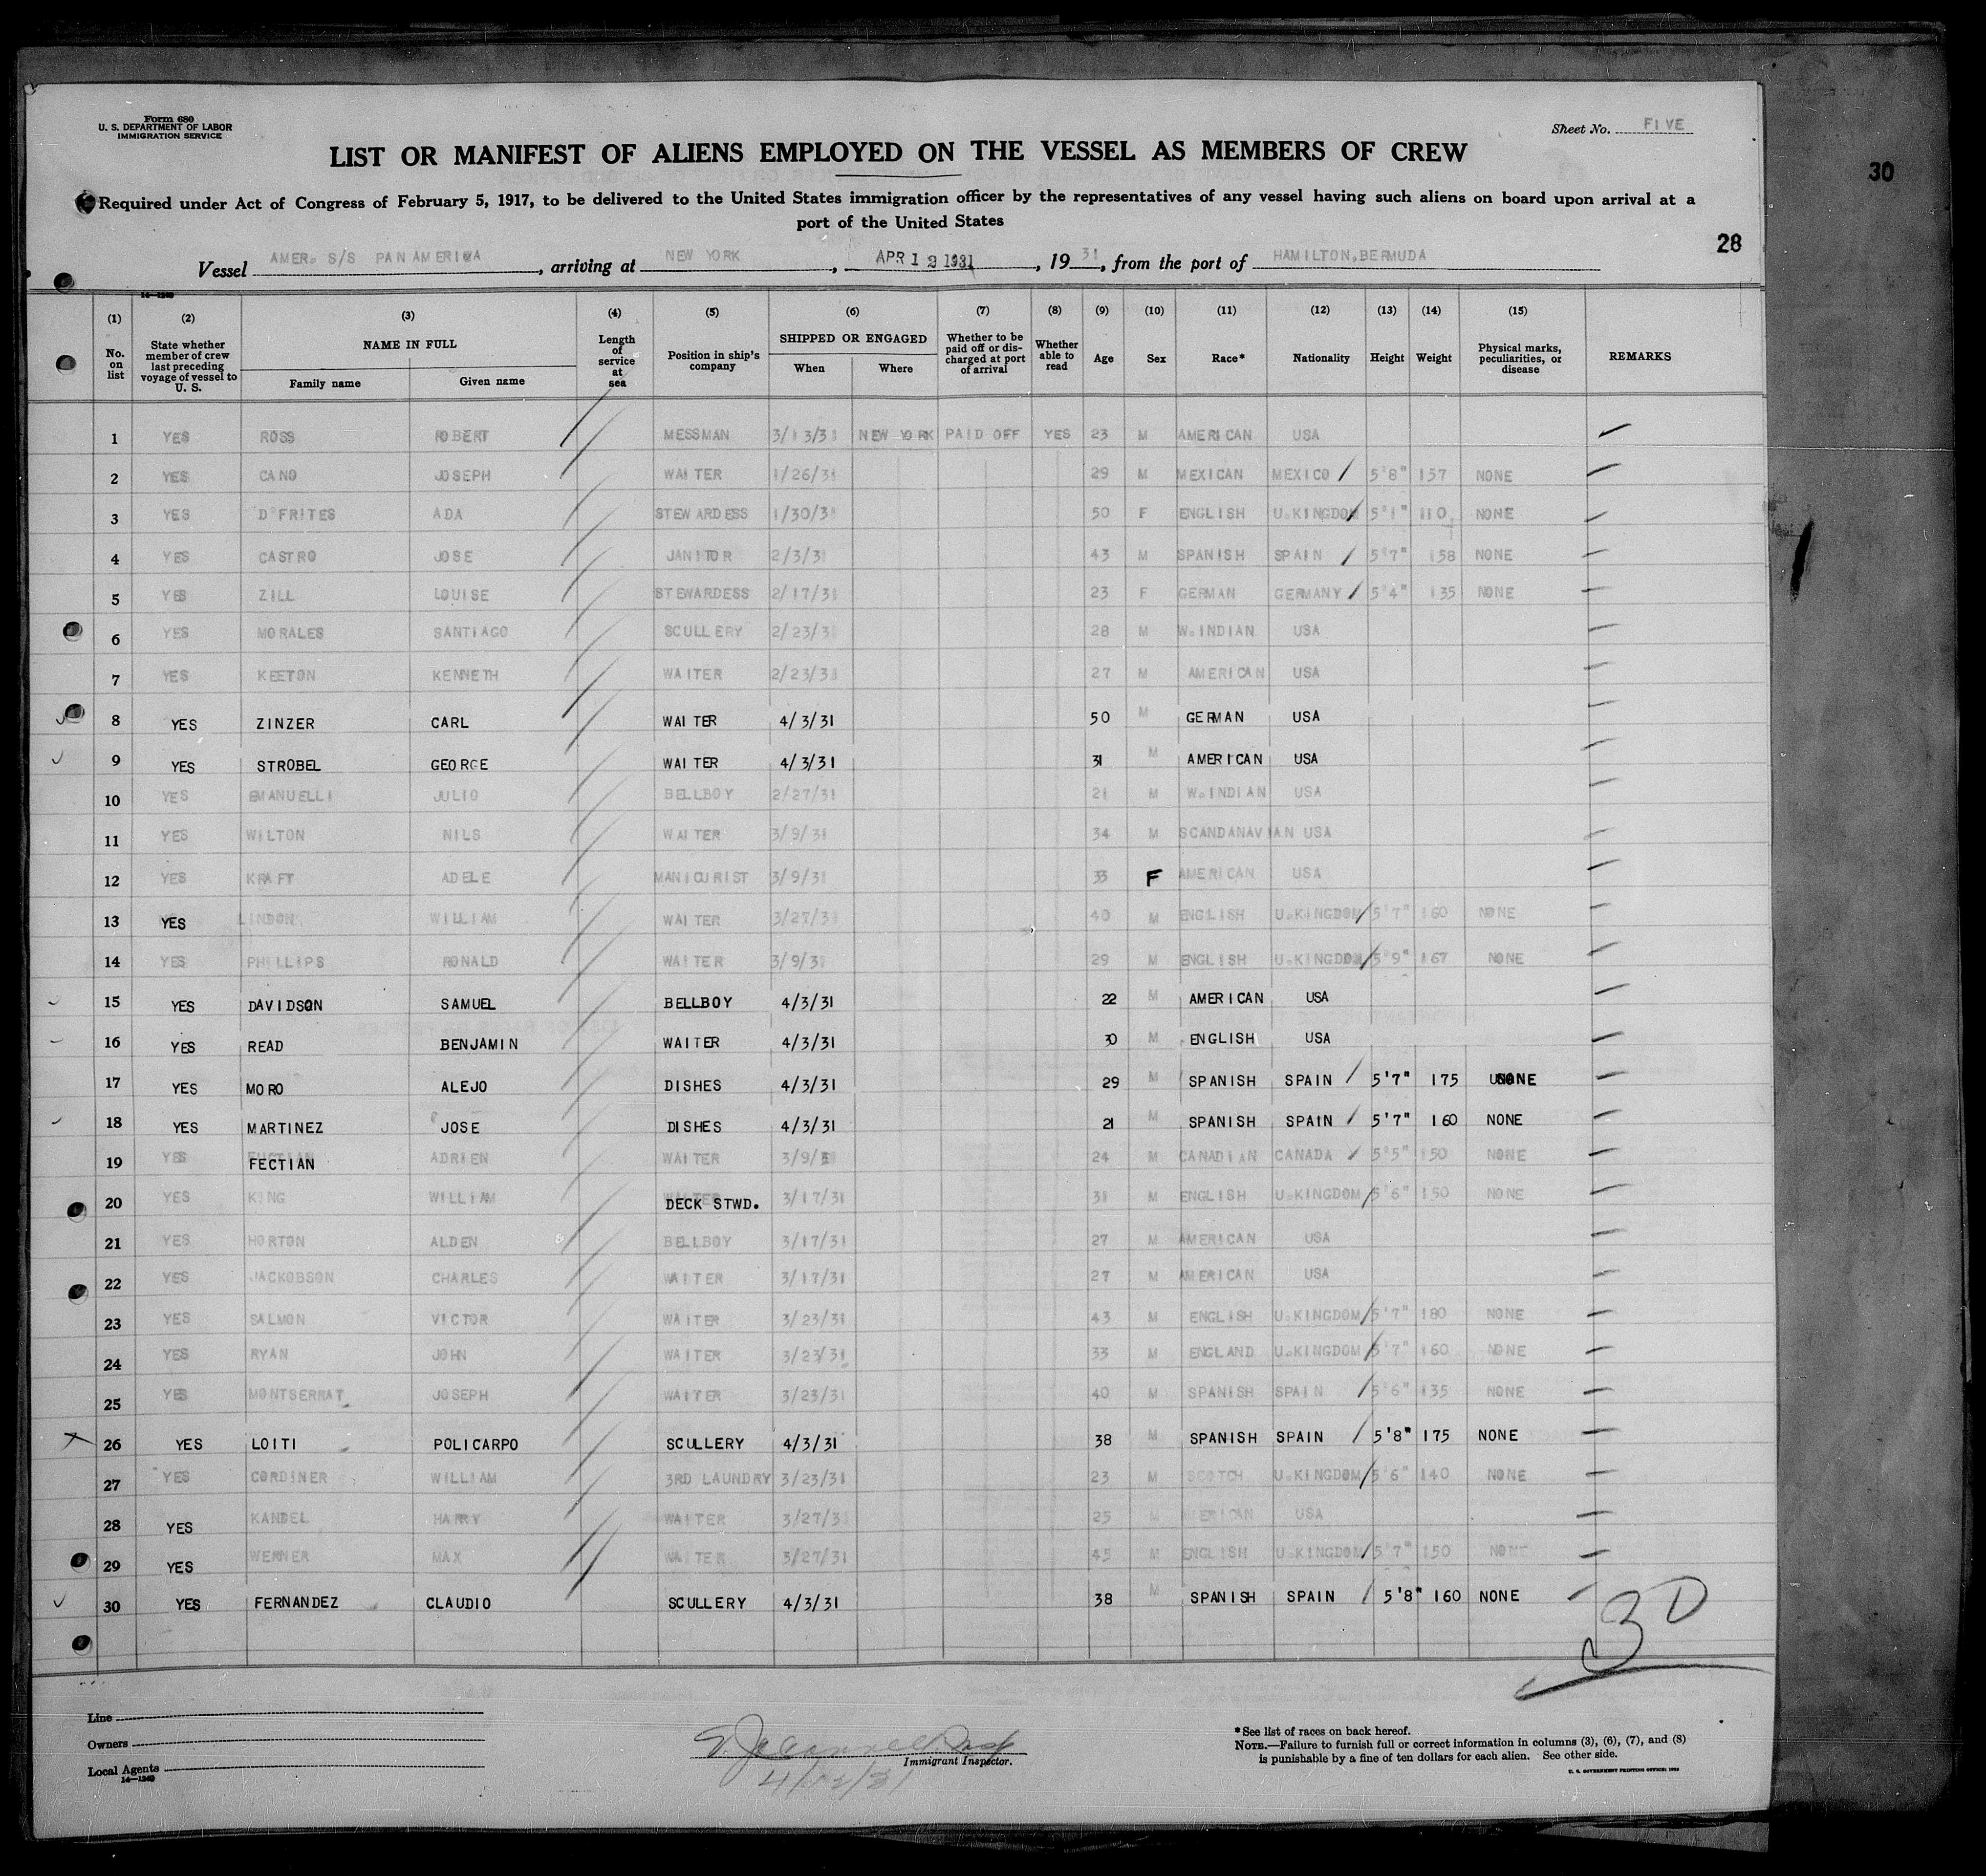 Form 680
U. S. DEPARTMENT OF LABOR
IMMIGRATION SERVICE
Sheet No. FIVE
LIST OR MANIFEST OF ALIENS EMPLOYED ON THE VESSEL AS MEMBERS OF CREW
30
Required under Act of Congress of February 5, 1917, to be delivered to the United States immigration officer by the representatives of any vessel having such aliens on board upon arrival at a
port of the United States
28
Vessel AMER. S/S PAN AMERICA, arriving at NEW YORK, APR 12 1931, 1931, from the port of HAMILTON,BERMUDA
14—1240
(1) (2) (3) (4) (5) (6) (7) (8) (9) (10) (11) (12) (13) (14) (15)
No. on list
State whether member of crew last preceding voyage of vessel to U. S.
NAME IN FULL
Family name
Given name
Length of service at sea
Position in ship's company
SHIPPED OR ENGAGED
When
Where
Whether to be paid off or discharged at port of arrival
Whether able to read
Age
Sex
Race*
Nationality
Height
Weight
Physical marks, peculiarities, or disease
REMARKS
1 YES ROSS ROBERT MESSMAN 3/13/31 NEW YORK PAID OFF YES 23 M AMERICAN USA
2 YES CANO JOSEPH WAITER 1/26/31 29 M MEXICAN MEXICO 5'8" 157 NONE
3 YES D'FRITES ADA STEWARDESS 1/30/31 50 F ENGLISH U.KINGDOM 5'1" 110 NONE
4 YES CASTRO JOSE JANITOR 2/3/31 43 M SPANISH SPAIN 5'7" 158 NONE
5 YES ZILL LOUISE STEWARDESS 2/17/31 23 F GERMAN GERMANY 5'4" 135 NONE
6 YES MORALES SANTIAGO SCULLERY 2/23/31 28 M W.INDIAN USA
7 YES KEETON KENNETH WAITER 2/23/31 27 M AMERICAN USA
8 YES ZINZER CARL WAITER 4/3/31 50 M GERMAN USA
9 YES STROBEL GEORGE WAITER 4/3/31 31 M AMERICAN USA
10 YES EMANUELLI JULIO BELLBOY 2/27/31 21 M W.INDIAN USA
11 YES WILTON NILS WAITER 3/9/31 34 M SCANDANAVIAN USA
12 YES KRAFT ADELE MANICURIST 3/9/31 33 F AMERICAN USA
13 YES LINDON WILLIAM WAITER 3/27/31 40 M ENGLISH U.KINGDOM 5'7" 160 NONE
14 YES PHILLIPS RONALD WAITER 3/9/31 29 M ENGLISH U.KINGDOM 5'9" 167 NONE
15 YES DAVIDSON SAMUEL BELLBOY 4/3/31 22 M AMERICAN USA
16 YES READ BENJAMIN WAITER 4/3/31 30 M ENGLISH USA
17 YES MORO ALEJO DISHES 4/3/31 29 M SPANISH SPAIN 5'7" 175 NONE
18 YES MARTINEZ JOSE DISHES 4/3/31 21 M SPANISH SPAIN 5'7" 160 NONE
19 YES FECTIAN ADRIEN WAITER 3/9/31 24 M CANADIAN CANADA 5'5" 150 NONE
20 YES KING WILLIAM DECK STWD. 3/17/31 31 M ENGLISH U.KINGDOM 5'6" 150 NONE
21 YES HORTON ALDEN BELLBOY 3/17/31 27 M AMERICAN USA
22 YES JACKOBSON CHARLES WAITER 3/17/31 27 M AMERICAN USA
23 YES SALMON VICTOR WAITER 3/23/31 43 M ENGLISH U.KINGDOM 5'7" 180 NONE
24 YES RYAN JOHN WAITER 3/23/31 33 M ENGLAND U.KINGDOM 5'7" 160 NONE
25 YES MONTSERRAT JOSEPH WAITER 3/23/31 40 M SPANISH SPAIN 5'6" 135 NONE
26 YES LOITI POLICARPO SCULLERY 4/3/31 38 M SPANISH SPAIN 5'8" 175 NONE
27 YES CORDINER WILLIAM 3RD LAUNDRY 3/23/31 23 M SCOTCH U.KINGDOM 5'6" 140 NONE
28 YES KANDEL HARRY WAITER 3/27/31 25 M AMERICAN USA
29 YES WERNER MAX WAITER 3/27/31 45 M ENGLISH U.KINGDOM 5'7" 150 NONE
30 YES FERNANDEZ CLAUDIO SCULLERY 4/3/31 38 M SPANISH SPAIN 5'8" 160 NONE
30
Line
Owners
Local Agents
14—1240
Immigrant Inspector.
*See list of races on back hereof.
NOTE.—Failure to furnish full or correct information in columns (3), (6), (7), and (8)
is punishable by a fine of ten dollars for each alien. See other side.
U. S. GOVERNMENT PRINTING OFFICE: 1929